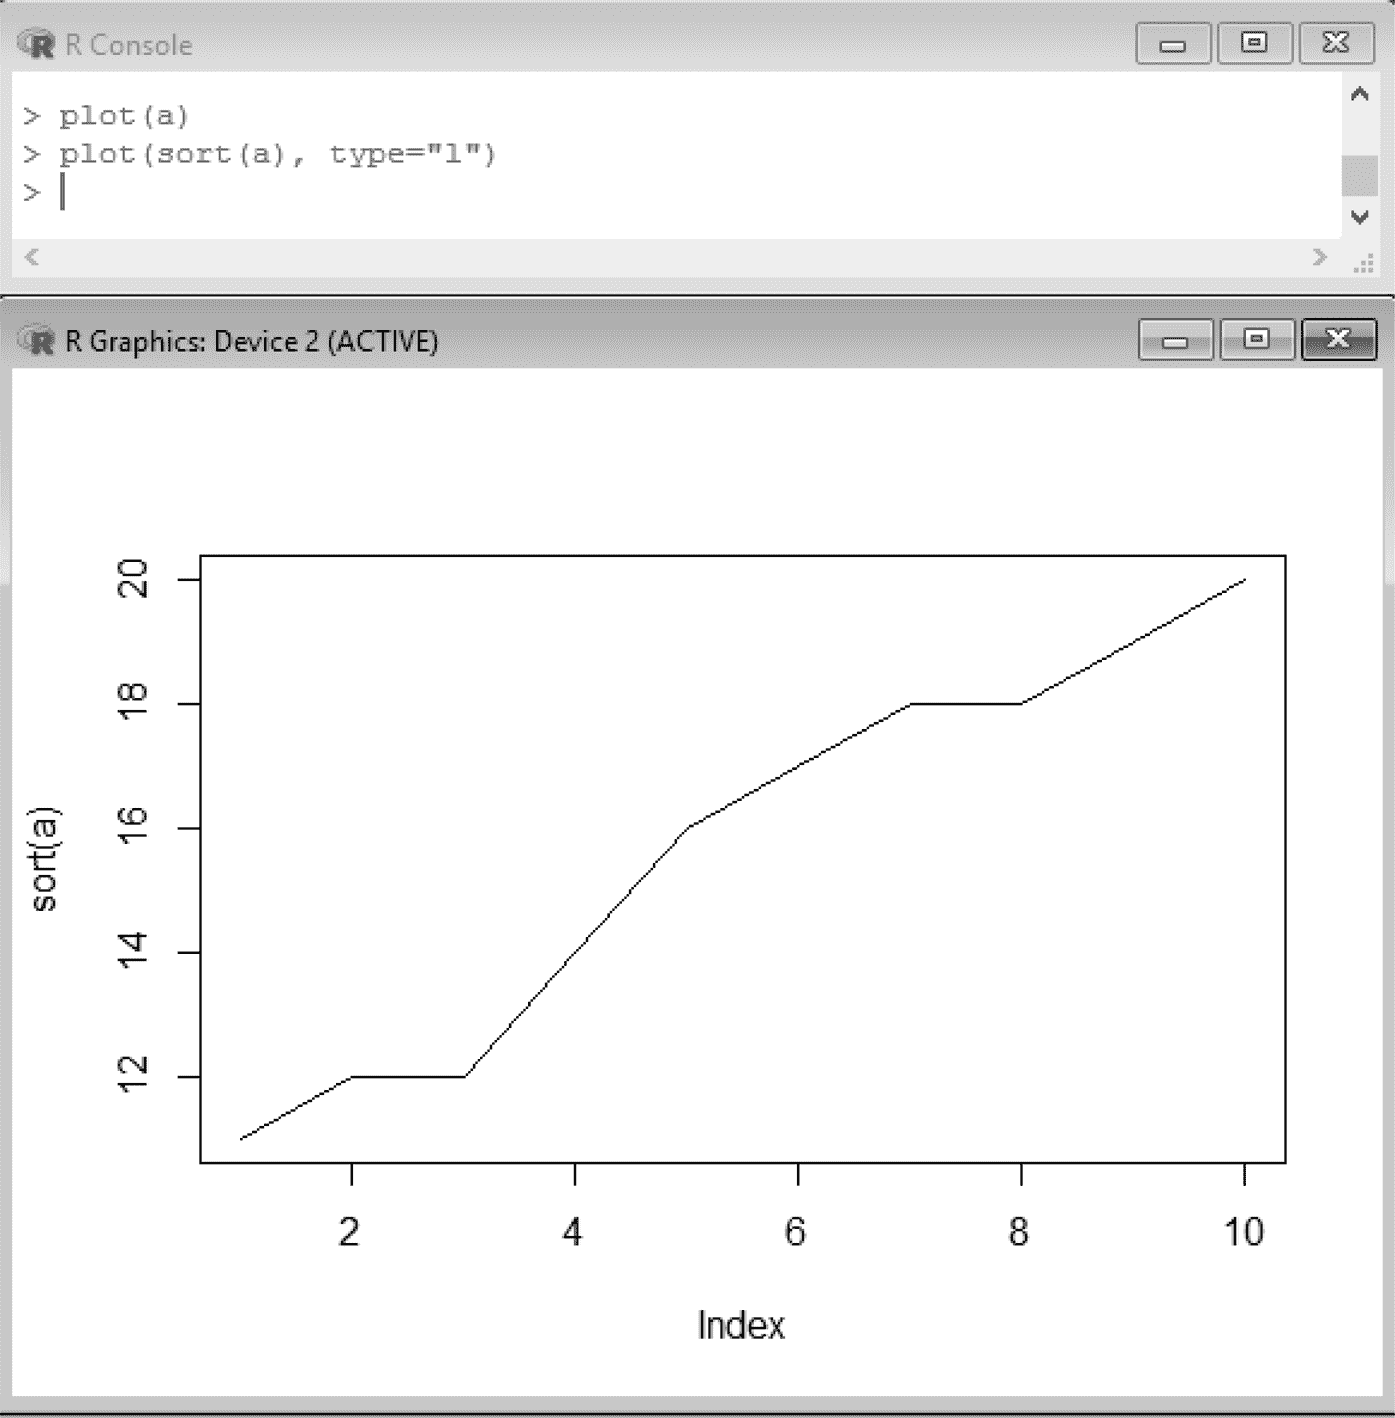 R Console
> plot(a)
> plot(sort(a), type="l")
>
R Graphics: Device 2 (ACTIVE)
20
18
16
14
12
sort(a)
2 4 6 8 10
Index